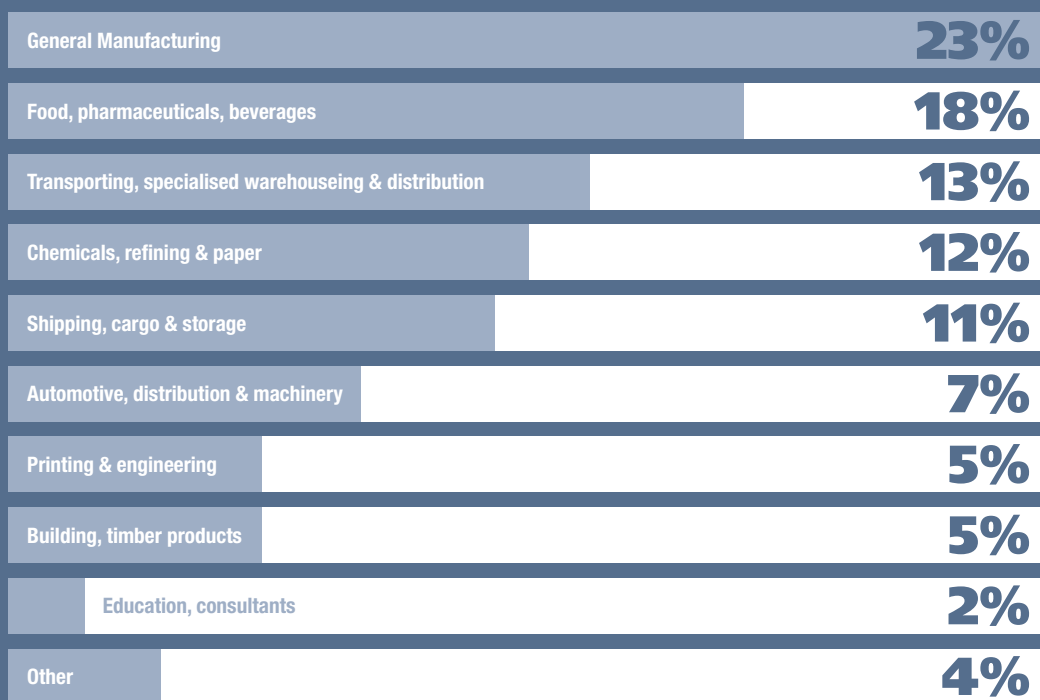 General Manufacturing 23%
Food, pharmaceuticals, beverages 18%
Transporting, specialised warehouseing & distribution 13%
Chemicals, refining & paper 12%
Shipping, cargo & storage 11%
Automotive, distribution & machinery 7%
Printing & engineering 5%
Building, timber products 5%
Education, consultants 2%
Other 4%